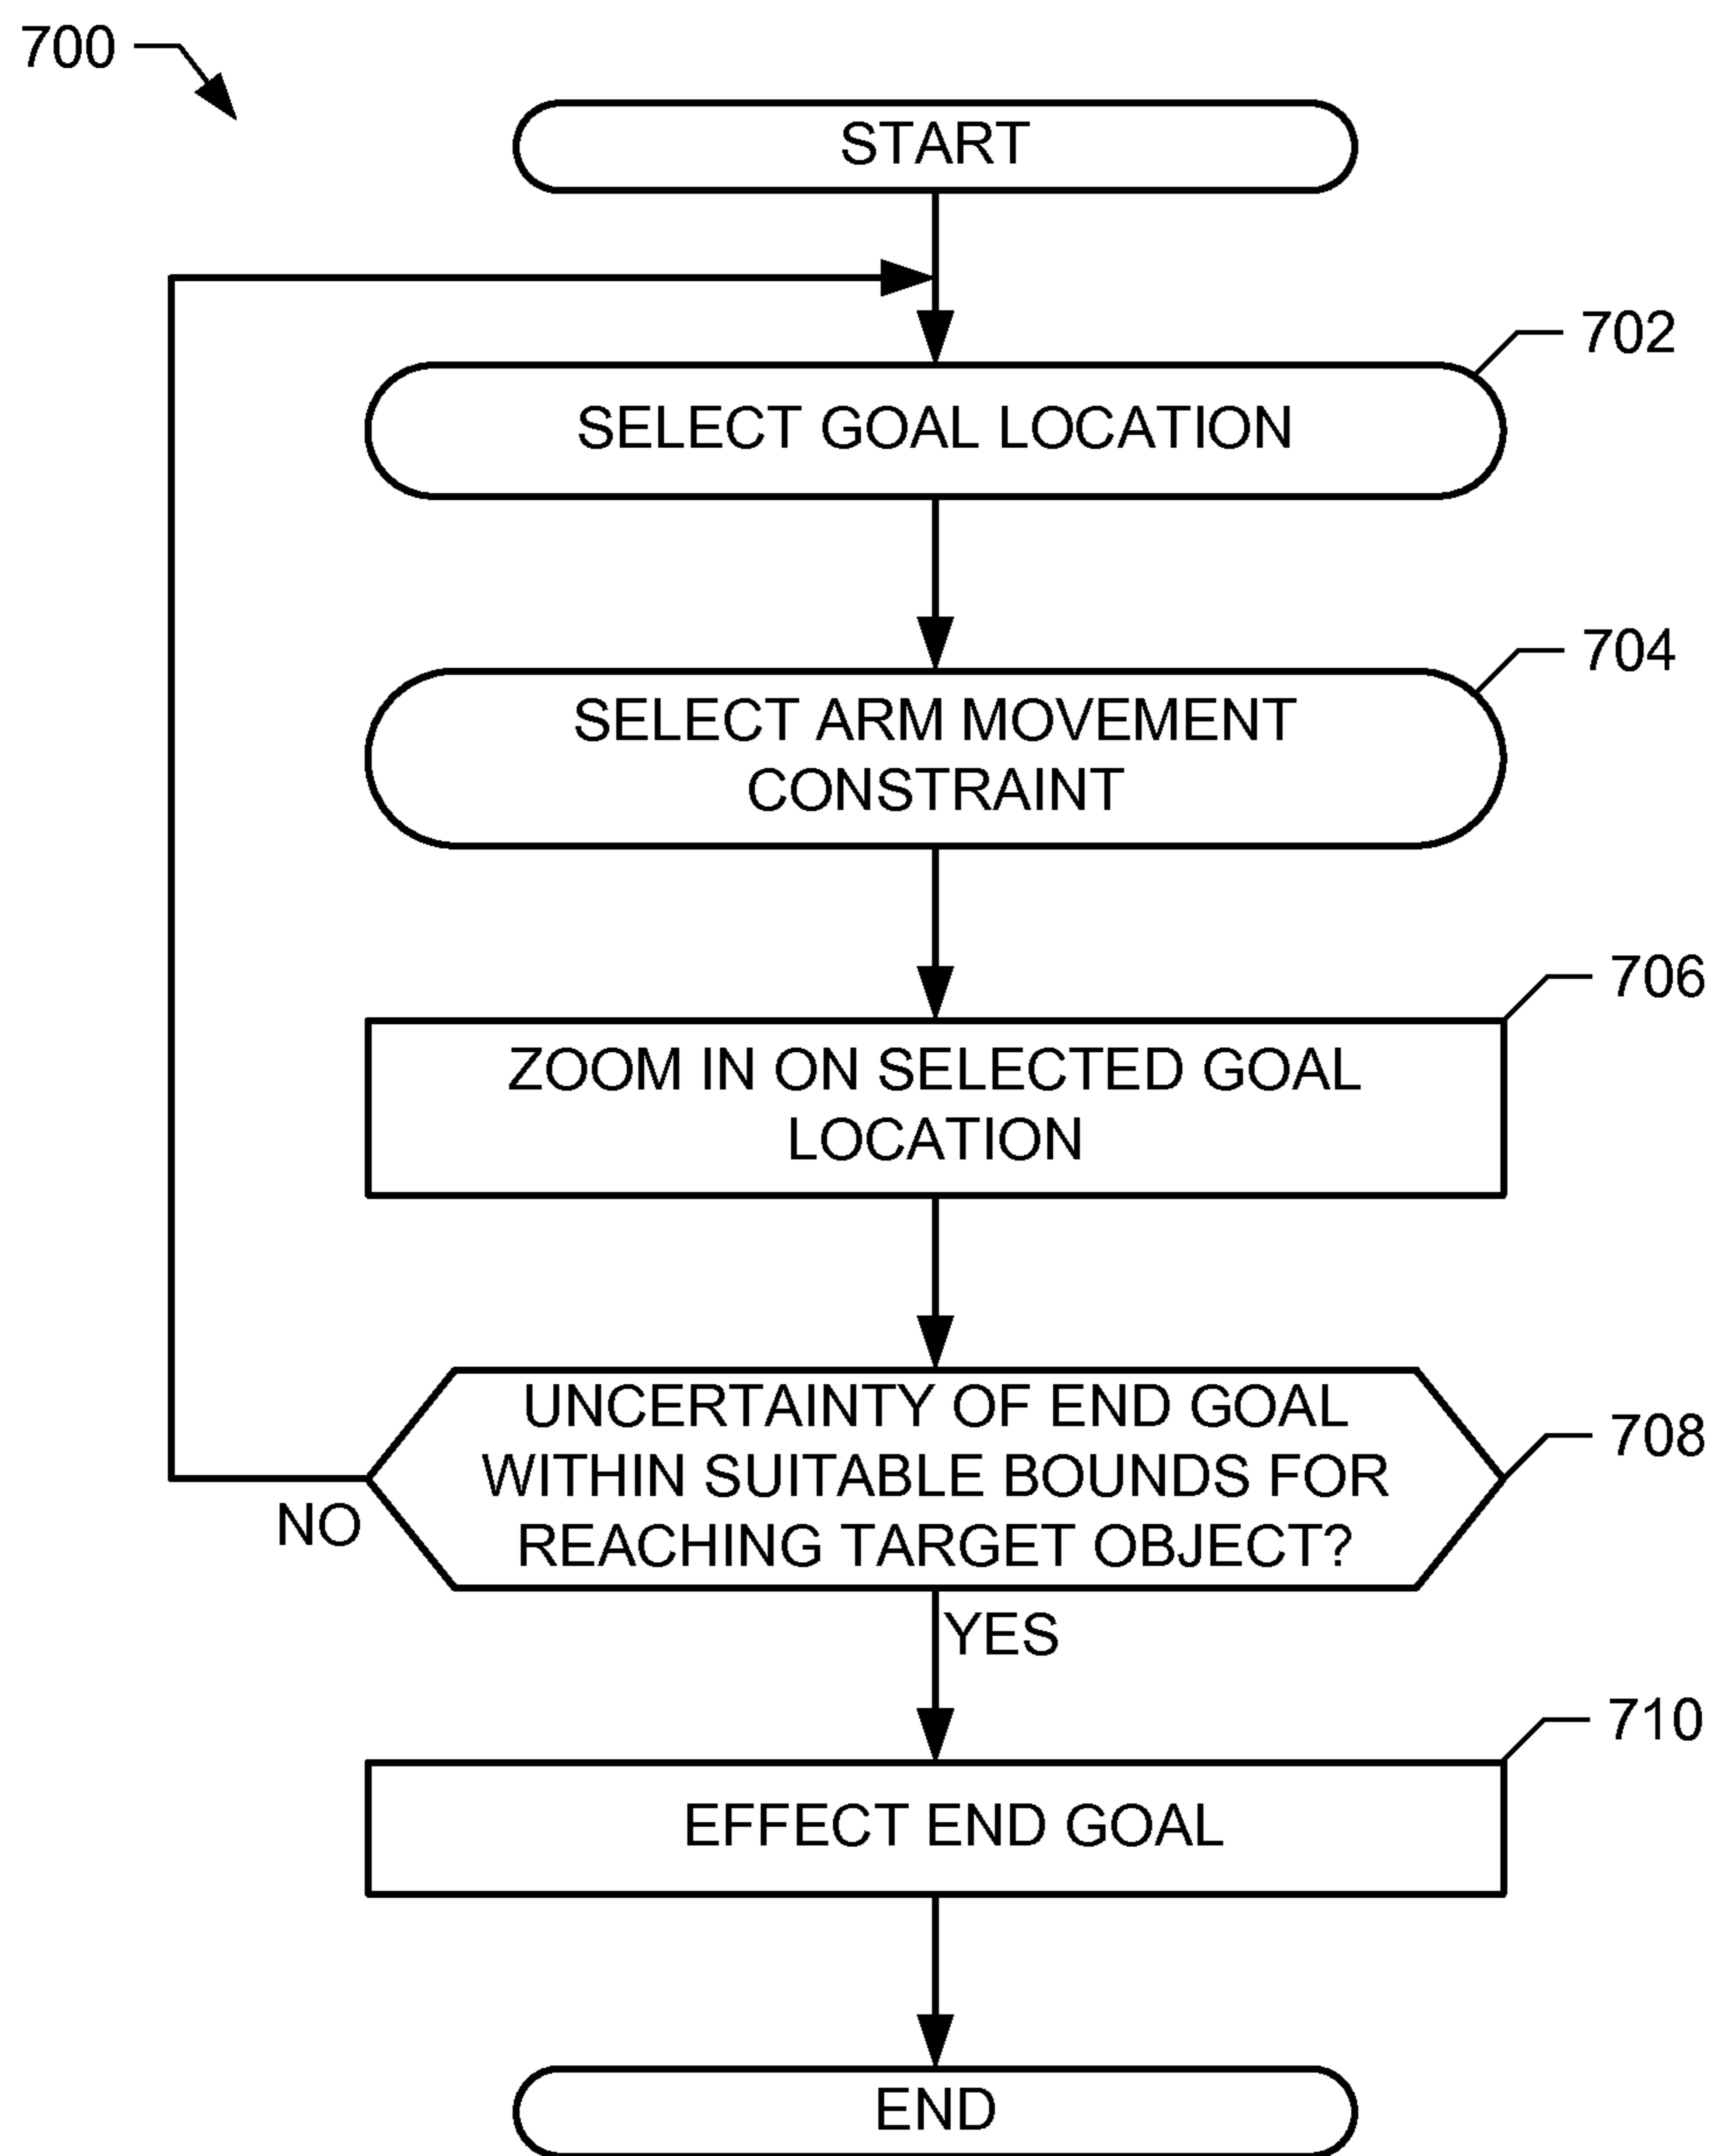 700
START
702
SELECT GOAL LOCATION
704
SELECT ARM MOVEMENT
CONSTRAINT
706
ZOOM IN ON SELECTED GOAL
LOCATION
708
UNCERTAINTY OF END GOAL
WITHIN SUITABLE BOUNDS FOR
REACHING TARGET OBJECT?
NO
YES
710
EFFECT END GOAL
END